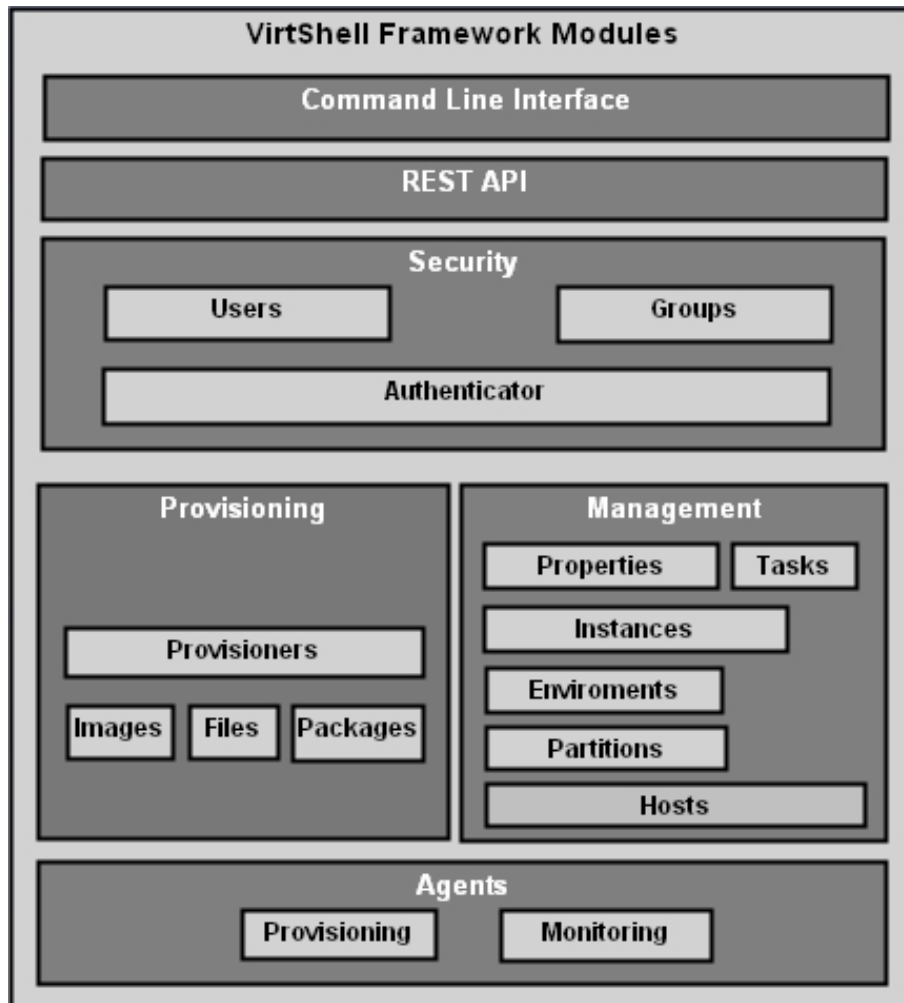 VirtShell Framework Modules
Command Line Interface
REST API
Security
Users
Groups
Authenticator
Provisioning
Provisioners
Images
Files
Packages
Management
Properties
Tasks
Instances
Enviroments
Partitions
Hosts
Agents
Provisioning
Monitoring